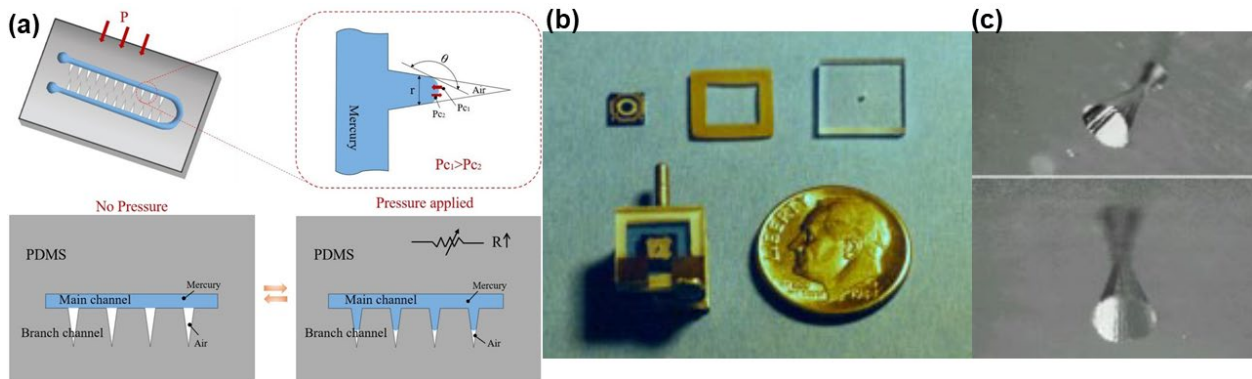 (a)
P
θ
r
Air
Pc₁
Pc₂
Mercury
Pc₁>Pc₂
No Pressure
Pressure applied
PDMS
Mercury
Main channel
Branch channel
Air
PDMS
R↑
Mercury
Main channel
Branch channel
Air
(b)
LIBERTY
(c)